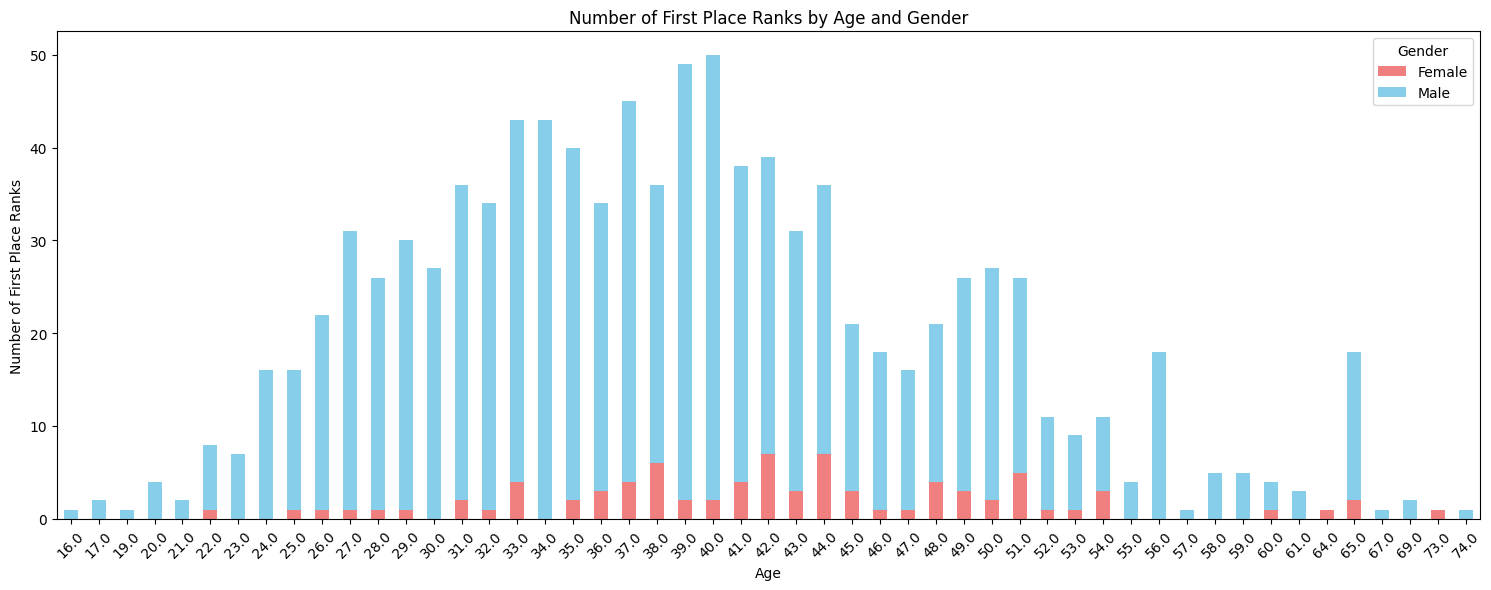 Number of First Place Ranks by Age and Gender
Number of First Place Ranks
50
40
30
20
10
0
Gender
Female
Male
16.0 17.0 19.0 20.0 21.0 22.0 23.0 24.0 25.0 26.0 27.0 28.0 29.0 30.0 31.0 32.0 33.0 34.0 35.0 36.0 37.0 38.0 39.0 40.0 41.0 42.0 43.0 44.0 45.0 46.0 47.0 48.0 49.0 50.0 51.0 52.0 53.0 54.0 55.0 56.0 57.0 58.0 59.0 60.0 61.0 64.0 65.0 67.0 69.0 73.0 74.0
Age